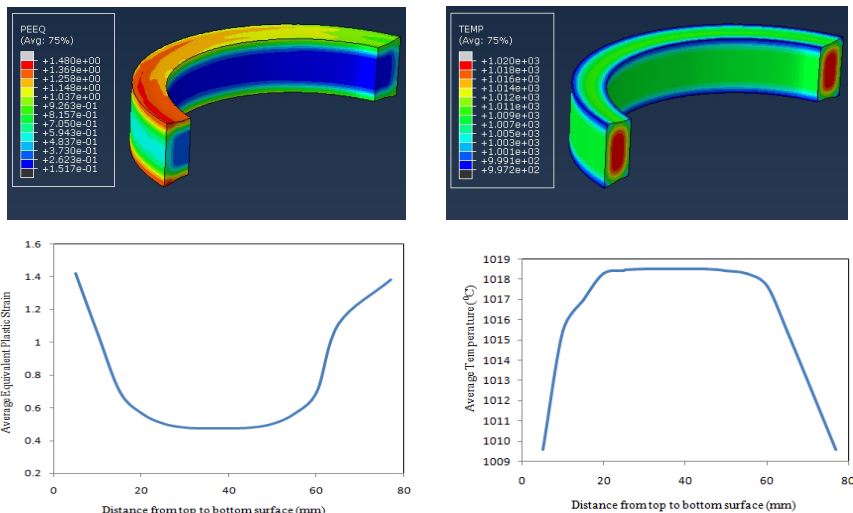 PEEQ
(Avg: 75%)
+1.480e+00
+1.369e+00
+1.258e+00
+1.148e+00
+1.037e+00
+9.263e-01
+8.157e-01
+7.050e-01
+5.943e-01
+4.837e-01
+3.730e-01
+2.623e-01
+1.517e-01
TEMP
(Avg: 75%)
+1.020e+03
+1.018e+03
+1.016e+03
+1.014e+03
+1.012e+03
+1.011e+03
+1.009e+03
+1.007e+03
+1.005e+03
+1.003e+03
+1.001e+03
+9.991e+02
+9.972e+02
Average Equivalent Plastic Strain
1.6
1.4
1.2
1
0.8
0.6
0.4
0.2
0 20 40 60 80
Distance from top to bottom surface (mm)
Average Temperature (⁰C)
1019
1018
1017
1016
1015
1014
1013
1012
1011
1010
1009
0 20 40 60 80
Distance from top to bottom surface (mm)